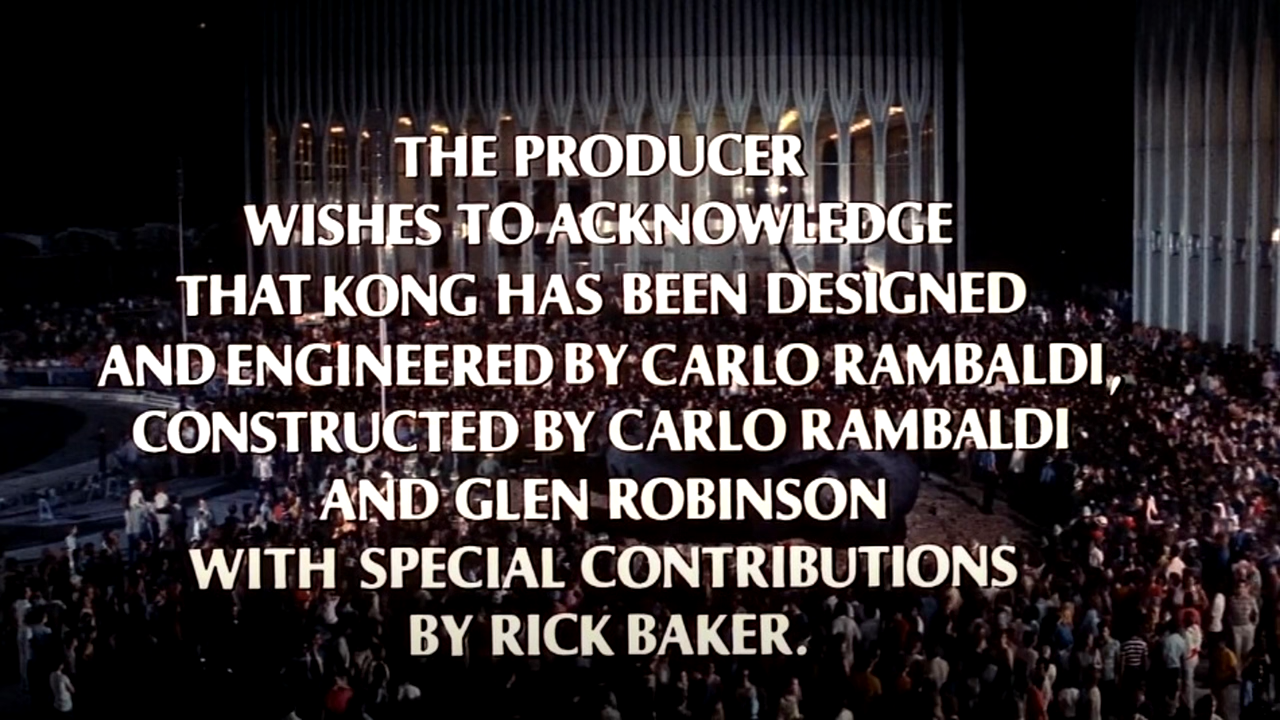 THE PRODUCER
WISHES TO ACKNOWLEDGE
THAT KONG HAS BEEN DESIGNED
AND ENGINEERED BY CARLO RAMBALDI,
CONSTRUCTED BY CARLO RAMBALDI
AND GLEN ROBINSON
WITH SPECIAL CONTRIBUTIONS
BY RICK BAKER.